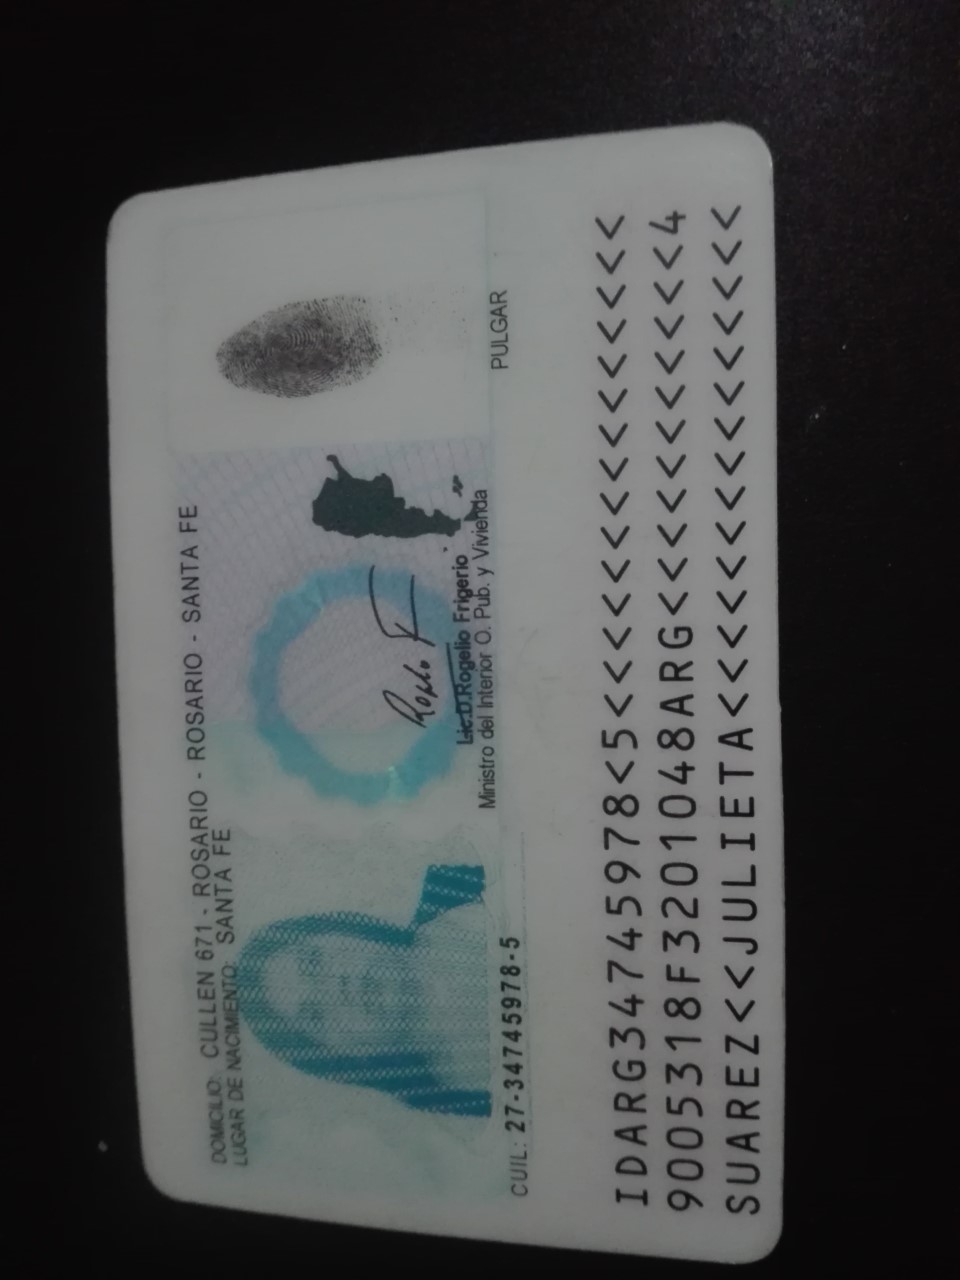 DOMICILIO: CULLEN 671 - ROSARIO - ROSARIO - SANTA FE
LUGAR DE NACIMIENTO: SANTA FE
Lic.D.Rogelio Frigerio
Ministro del Interior O. Pub. y Vivienda
PULGAR
CUIL: 27-34745978-5
IDARG34745978<5<<<<<<<<<<<<<<<
9005318F3201048ARG<<<<<<<<<<<4
SUAREZ<<JULIETA<<<<<<<<<<<<<<<